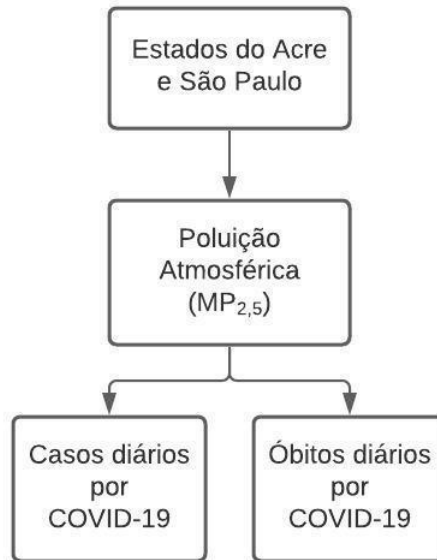 Estados do Acre
e São Paulo
Poluição
Atmosférica
(MP₂,₅)
Casos diários
por
COVID-19
Óbitos diários
por
COVID-19